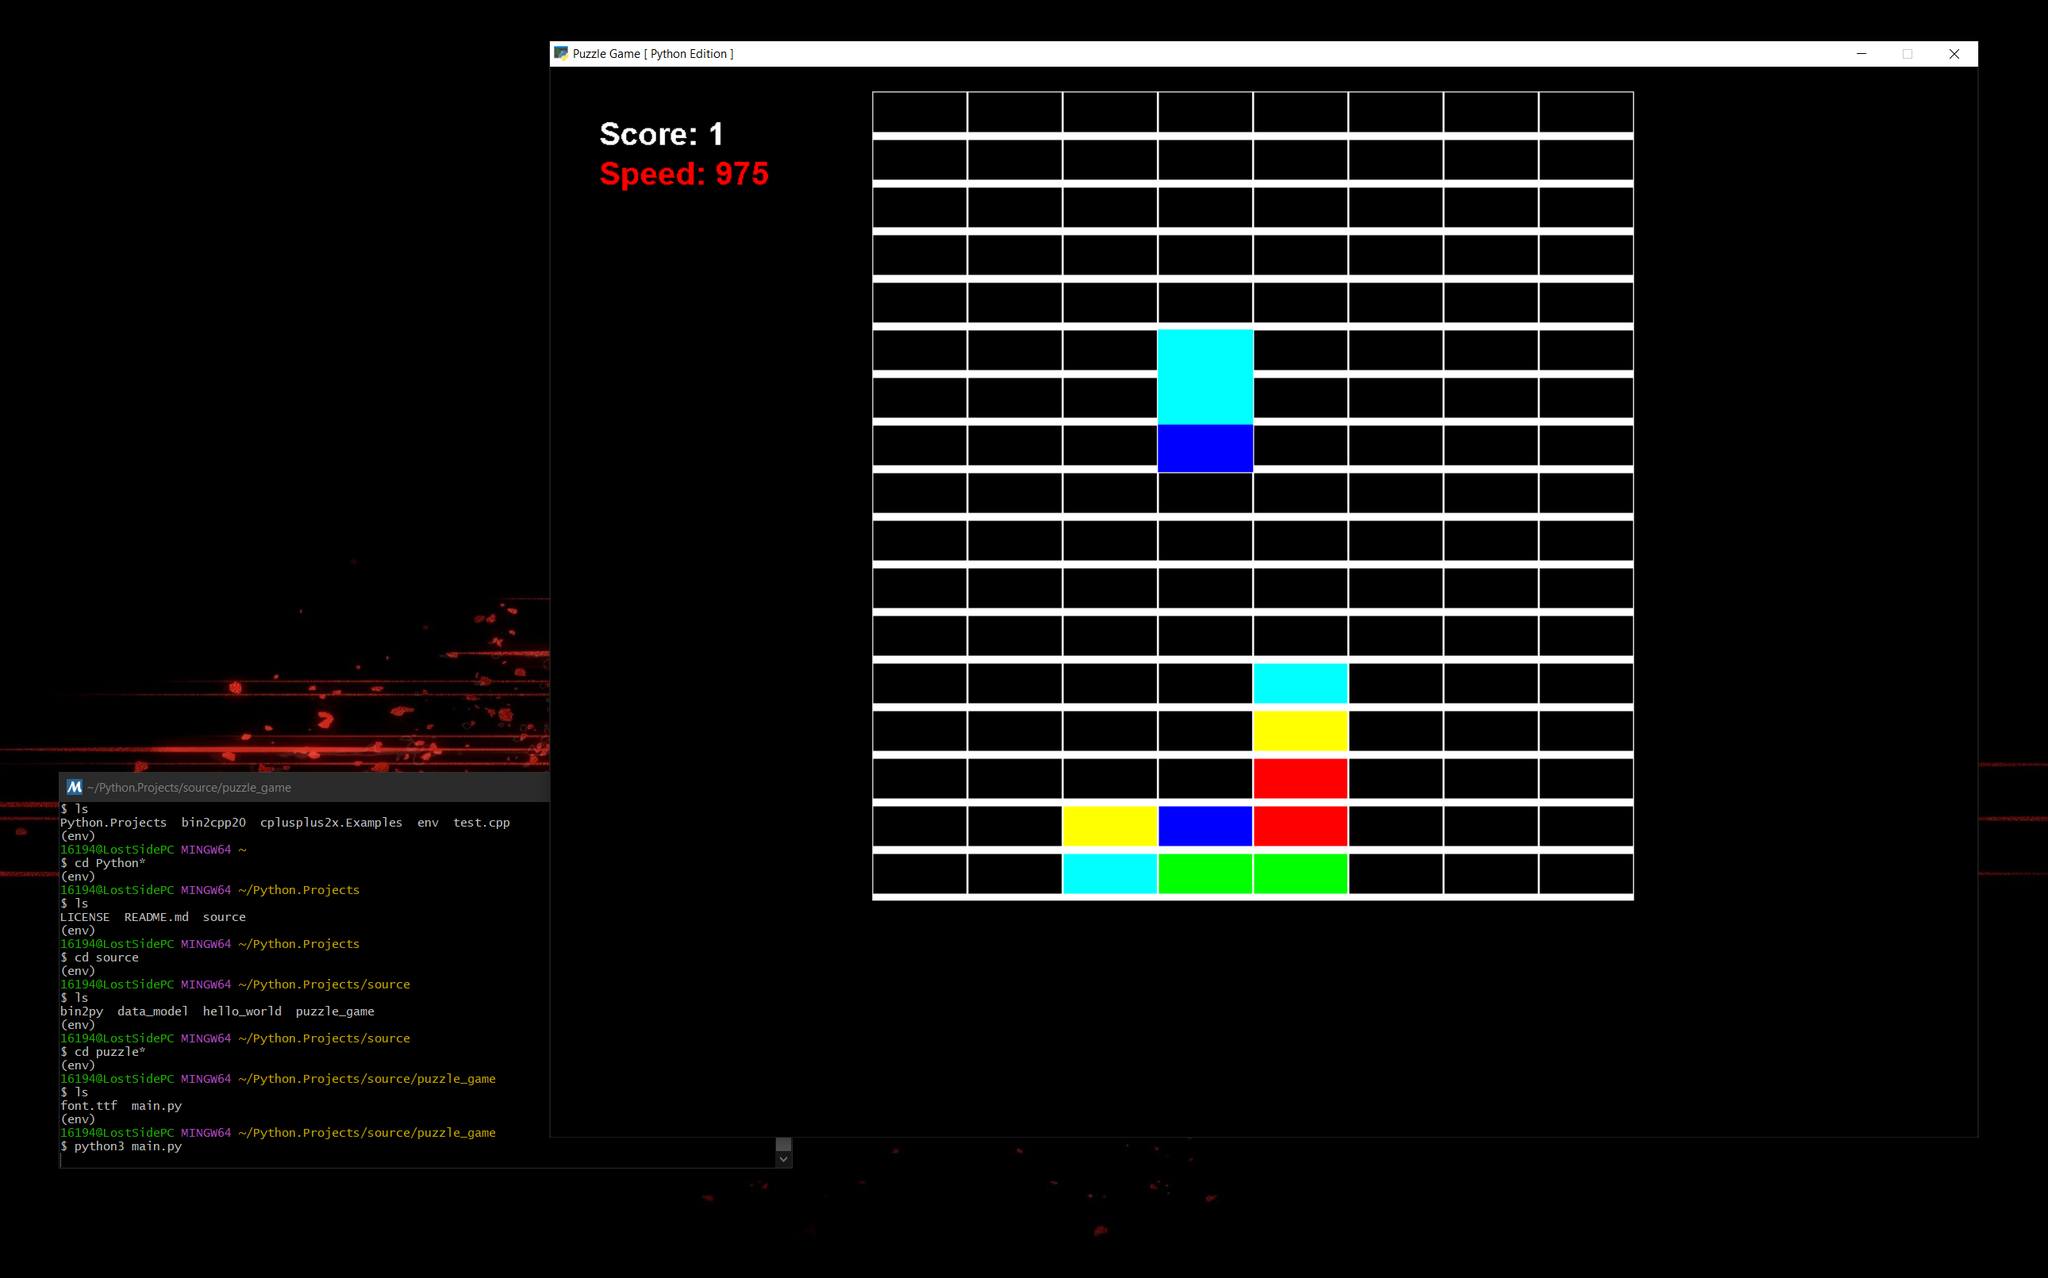 Puzzle Game [ Python Edition ]
Score: 1
Speed: 975
~/Python.Projects/source/puzzle_game
$ ls
Python.Projects  bin2cpp20  cplusplus2x.Examples  env  test.cpp
(env)
16194@LostSidePC MINGW64 ~
$ cd Python*
(env)
16194@LostSidePC MINGW64 ~/Python.Projects
$ ls
LICENSE  README.md  source
(env)
16194@LostSidePC MINGW64 ~/Python.Projects
$ cd source
(env)
16194@LostSidePC MINGW64 ~/Python.Projects/source
$ ls
bin2py  data_model  hello_world  puzzle_game
(env)
16194@LostSidePC MINGW64 ~/Python.Projects/source
$ cd puzzle*
(env)
16194@LostSidePC MINGW64 ~/Python.Projects/source/puzzle_game
$ ls
font.ttf  main.py
(env)
16194@LostSidePC MINGW64 ~/Python.Projects/source/puzzle_game
$ python3 main.py